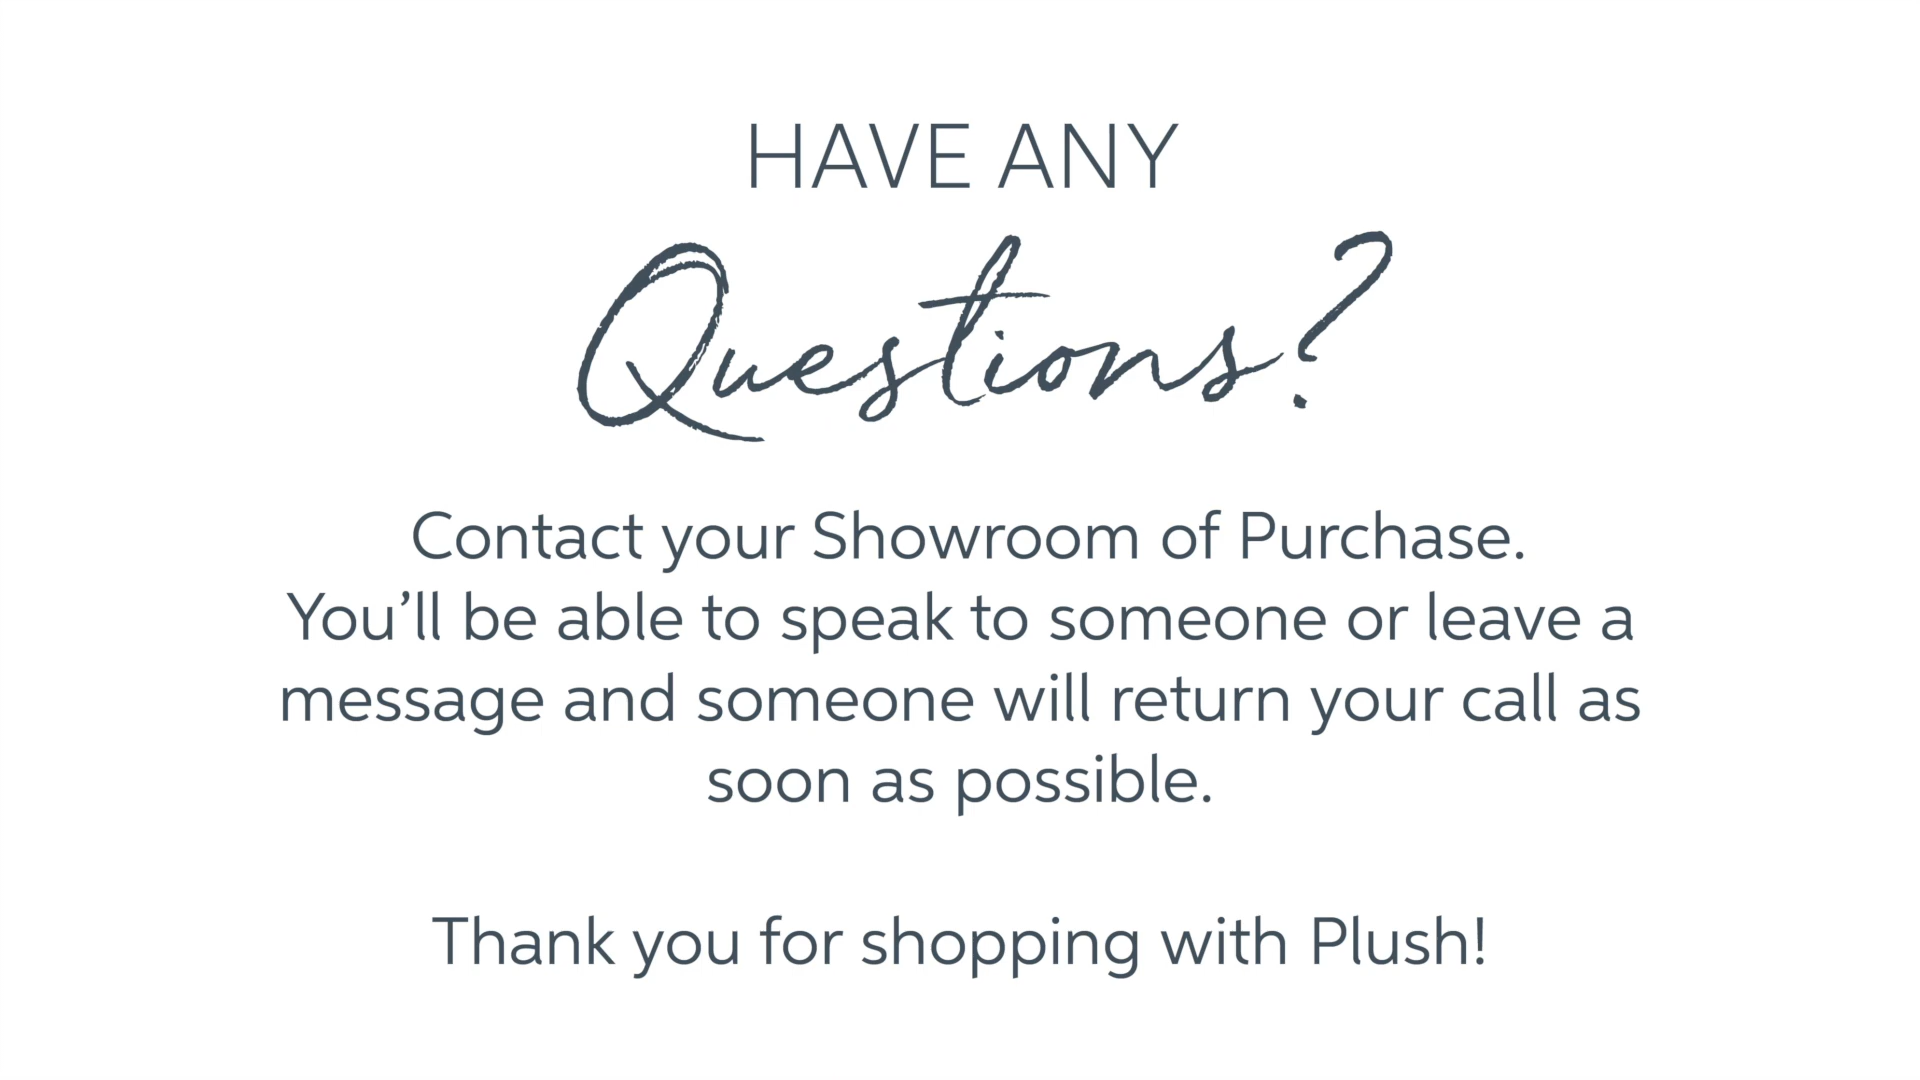 HAVE ANY
Questions?
Contact your Showroom of Purchase.
You’ll be able to speak to someone or leave a
message and someone will return your call as
soon as possible.
Thank you for shopping with Plush!